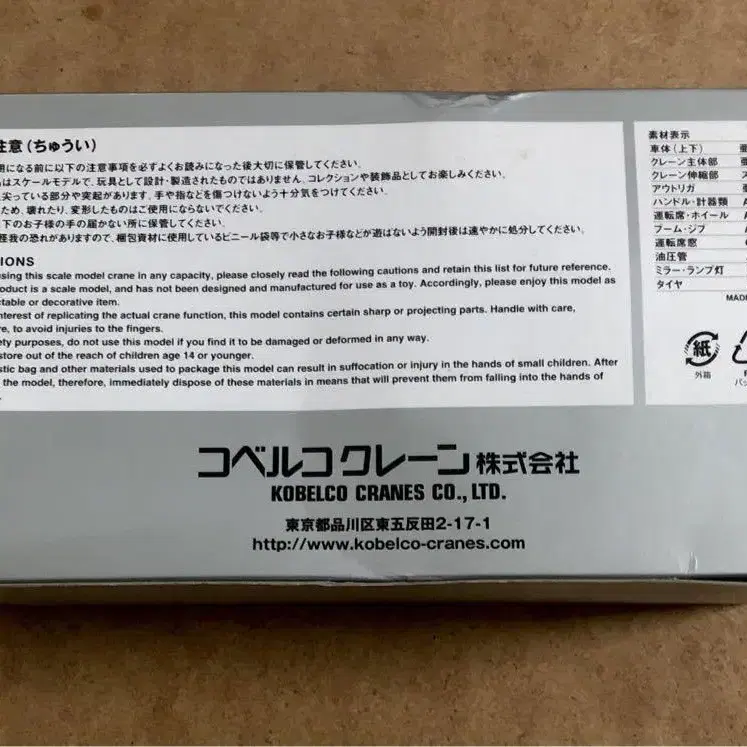 注意（ちゅうい）
用になる前に以下の注意事項を必ずよくお読みになった後大切に保管してください。
はスケールモデルで、玩具として設計・製造されたものではありません。コレクションや装飾品としてお楽しみください。
尖っている部分や突起があります。手や指などを傷つけないよう十分気をつけてください。
ため、壊れたり、変形したものはご使用にならないでください。
下のお子様の手の届かない所に保管してください。
怪我の恐れがありますので、梱包資材に使用しているビニール袋等で小さなお子様などが遊ばないよう開封後は速やかに処分してください。
IONS
using this scale model crane in any capacity, please closely read the following cautions and retain this list for future reference.
roduct is a scale model, and has not been designed and manufactured for use as a toy. Accordingly, please enjoy this model as
ctable or decorative item.
nterest of replicating the actual crane function, this model contains certain sharp or projecting parts. Handle with care,
re, to avoid injuries to the fingers.
ety purposes, do not use this model if you find it to be damaged or deformed in any way.
store out of the reach of children age 14 or younger.
stic bag and other materials used to package this model can result in suffocation or injury in the hands of small children. After
the model, therefore, immediately dispose of these materials in means that will prevent them from falling into the hands of
素材表示
車体（上下）
クレーン主体部
クレーン伸縮部
アウトリガ
ハンドル・計器類
運転席・ホイール
ブーム・ジブ
運転席窓
油圧管
ミラー・ランプ灯
タイヤ
MADE
紙
外箱
コベルコクレーン株式会社
KOBELCO CRANES CO., LTD.
東京都品川区東五反田2-17-1
http://www.kobelco-cranes.com